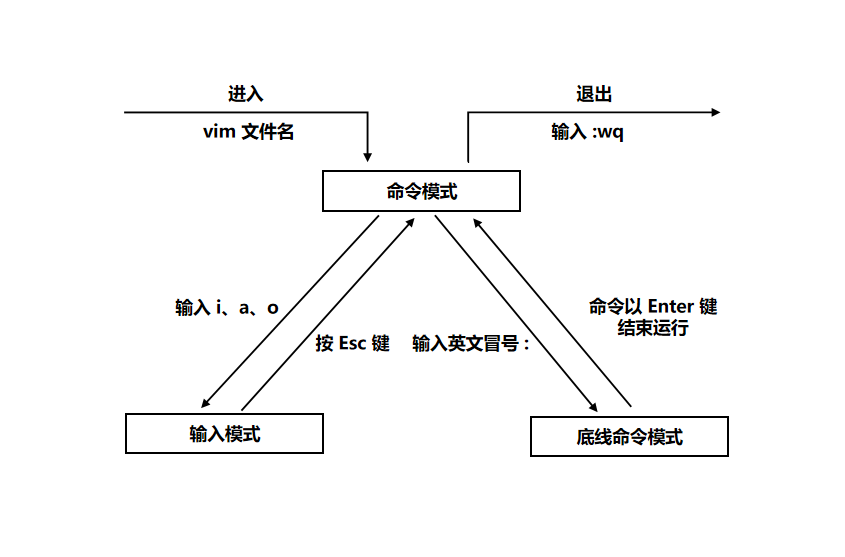 进入
vim 文件名
退出
输入 :wq
命令模式
输入 i、a、o
按 Esc 键
输入英文冒号 :
命令以 Enter 键
结束运行
输入模式
底线命令模式